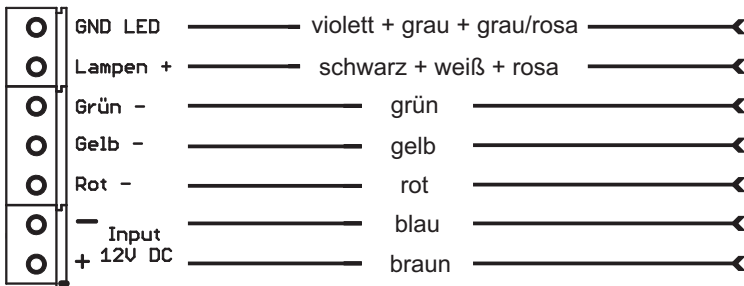 GND LED violett + grau + grau/rosa
Lampen + schwarz + weiß + rosa
Grün - grün
Gelb - gelb
Rot - rot
- blau
Input
12V DC
+ braun